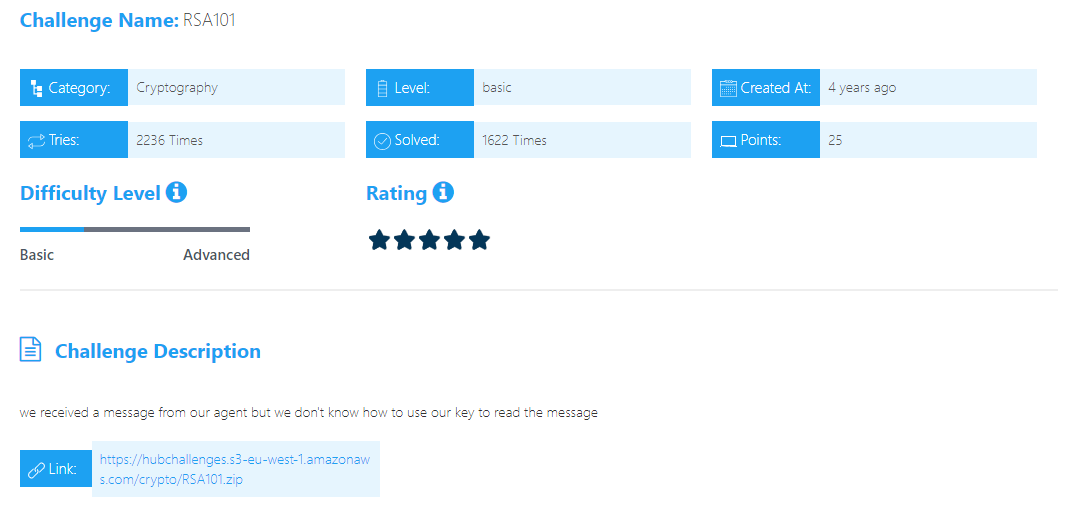 Challenge Name: RSA101
Category: Cryptography
Level: basic
Created At: 4 years ago
Tries: 2236 Times
Solved: 1622 Times
Points: 25
Difficulty Level
Rating
Basic Advanced
Challenge Description
we received a message from our agent but we don't know how to use our key to read the message
Link: https://hubchallenges.s3-eu-west-1.amazonaw
s.com/crypto/RSA101.zip